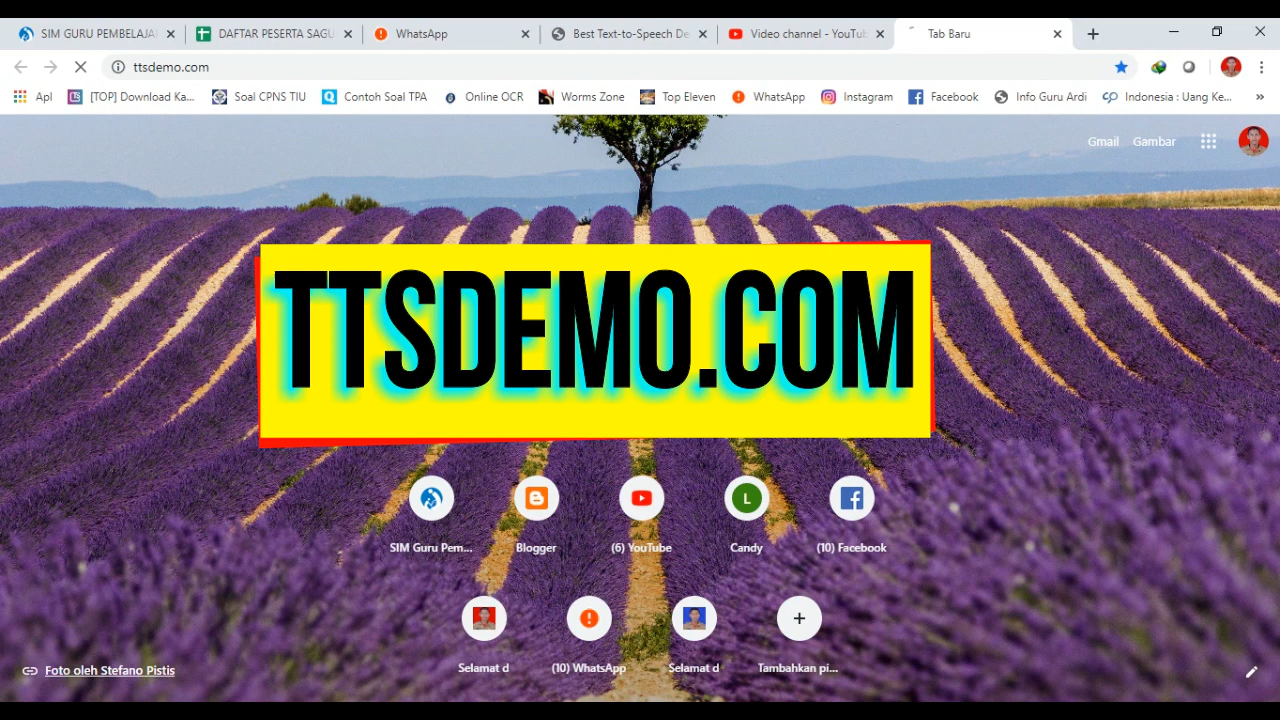 SIM GURU PEMBELAJA
DAFTAR PESERTA SAGU
WhatsApp
Best Text-to-Speech De
Video channel - YouTub
Tab Baru
ttsdemo.com
Apl
[TOP] Download Ka...
Soal CPNS TIU
Contoh Soal TPA
Online OCR
Worms Zone
Top Eleven
WhatsApp
Instagram
Facebook
Info Guru Ardi
Indonesia : Uang Ke...
»
Gmail Gambar
TTSDEMO.COM
L
SIM Guru Pem...
Blogger
(6) YouTube
Candy
(10) Facebook
Selamat d
(10) WhatsApp
Selamat d
Tambahkan pi...
Foto oleh Stefano Pistis